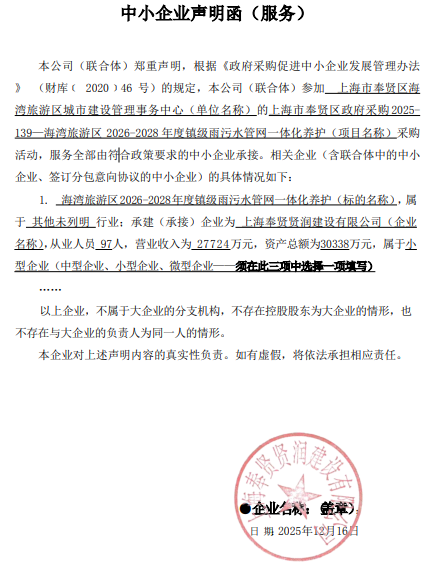 中小企业声明函（服务）
本公司（联合体）郑重声明，根据《政府采购促进中小企业发展管理办法
》（财库﹝2020﹞46 号）的规定，本公司（联合体）参加 上海市奉贤区海
湾旅游区城市建设管理事务中心（单位名称）的上海市奉贤区政府采购2025-
139—海湾旅游区 2026-2028 年度镇级雨污水管网一体化养护（项目名称）采购
活动，服务全部由符合政策要求的中小企业承接。相关企业（含联合体中的中小
企业、签订分包意向协议的中小企业）的具体情况如下：
1. 海湾旅游区2026-2028年度镇级雨污水管网一体化养护（标的名称），属
于 其他未列明 行业；承建（承接）企业为 上海奉贤贤润建设有限公司（企业
名称），从业人员 97人，营业收入为27724万元，资产总额为30338万元，属于小
型企业（中型企业、小型企业、微型企业——须在此三项中选择一项填写）
……
以上企业，不属于大企业的分支机构，不存在控股股东为大企业的情形，也
不存在与大企业的负责人为同一人的情形。
本企业对上述声明内容的真实性负责。如有虚假，将依法承担相应责任。
上海奉贤贤润建设有限公司
●企业名称：（盖章）
日 期 2025年12月16日